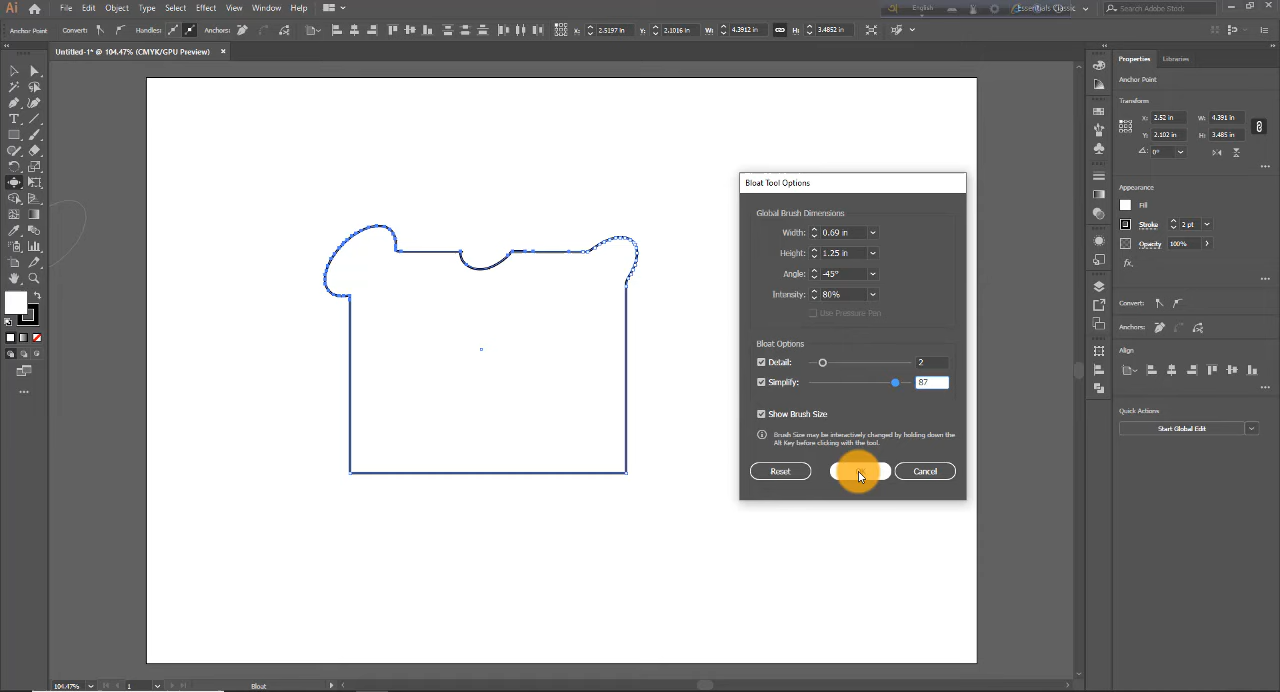 Ai File Edit Object Type Select Effect View Window Help English Essentials Classic Search Adobe Stock
Anchor Point Convert: Anchors: X: 2.5197 in Y: 2.1016 in W: 4.3912 in H: 3.4852 in
Untitled-1* @ 104.47% (CMYK/GPU Preview) ×
Properties Libraries
Anchor Point
Transform
X: 2.52 in W: 4.391 in
Y: 2.102 in H: 3.485 in
0°
Appearance
Fill
Stroke 2 pt
Opacity 100%
fx.
Convert:
Anchors:
Align
Quick Actions
Start Global Edit
Bloat Tool Options
Global Brush Dimensions
Width: 0.69 in
Height: 1.25 in
Angle: -45°
Intensity: 80%
Use Pressure Pen
Bloat Options
Detail: 2
Simplify: 87
Show Brush Size
Brush Size may be interactively changed by holding down the
Alt Key before clicking with the tool.
Reset Cancel
104.47% 1 Bloat